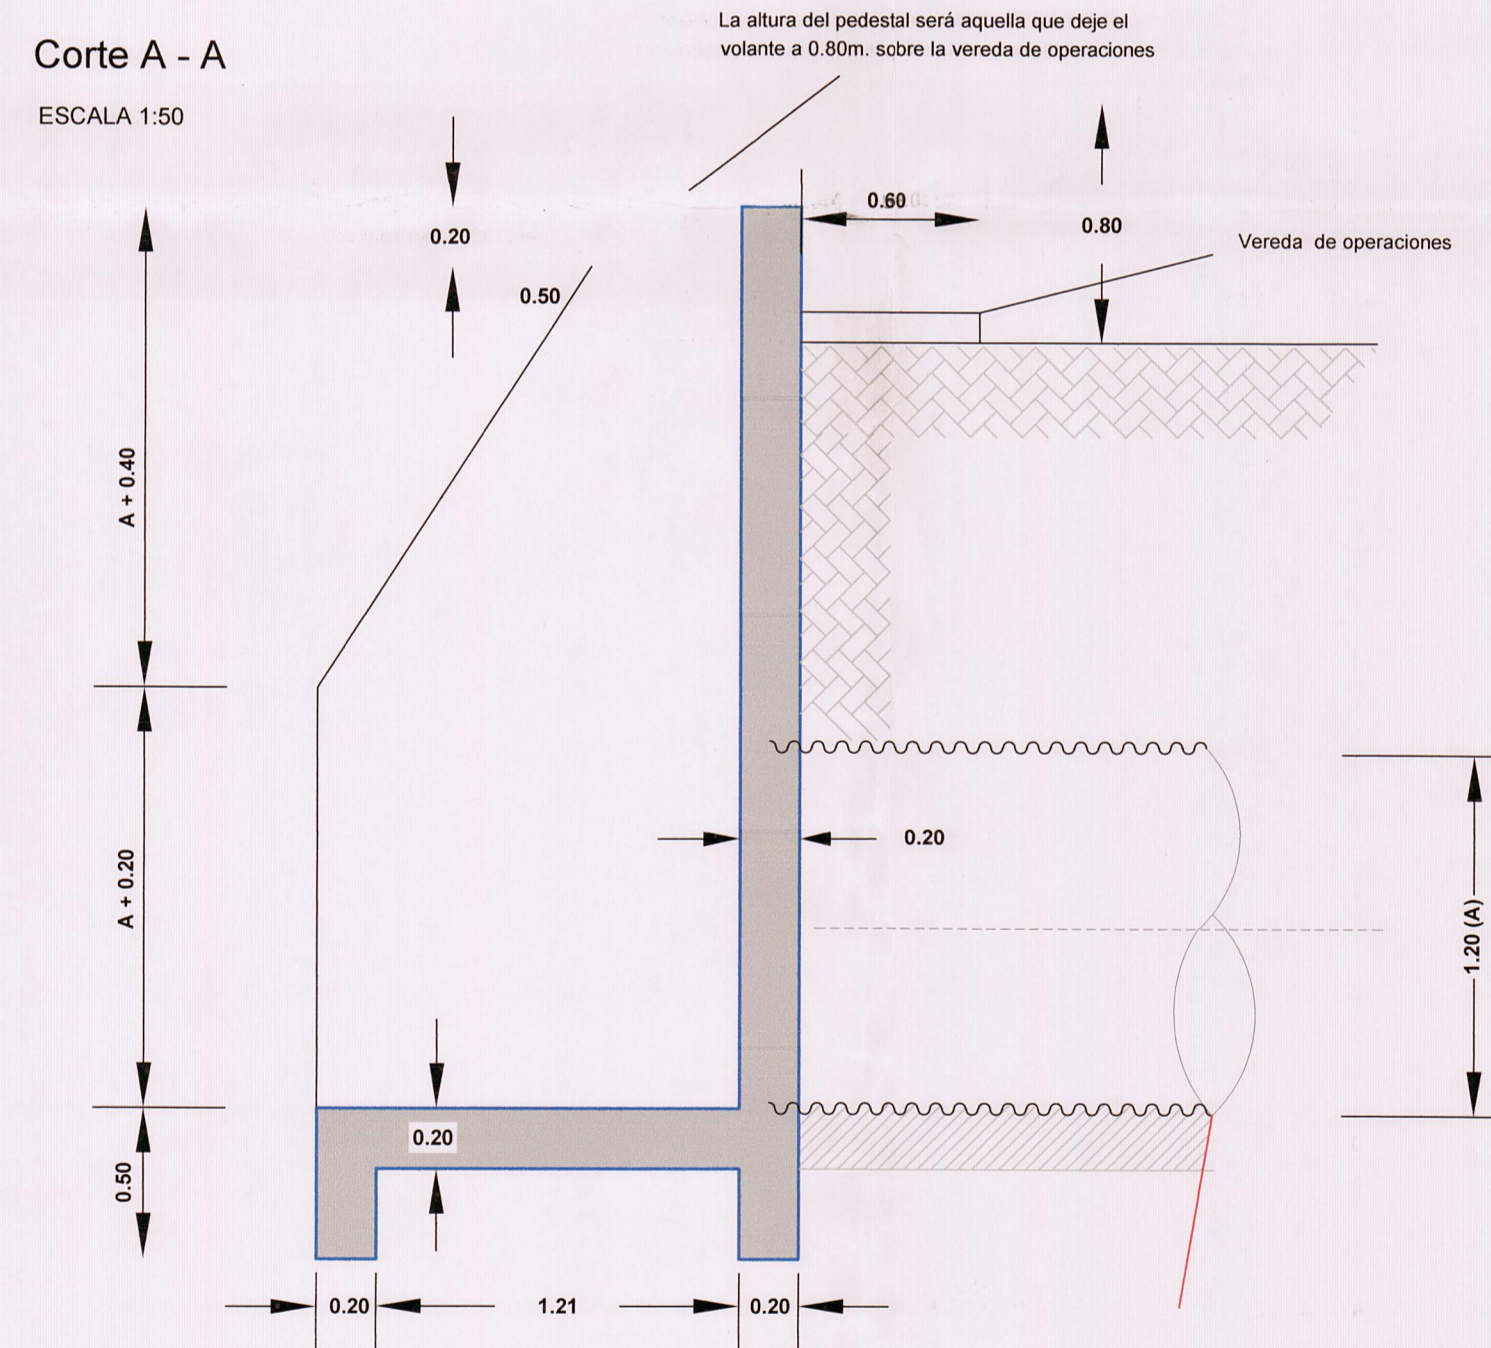 La altura del pedestal será aquella que deje el
volante a 0.80m. sobre la vereda de operaciones
Corte A - A
ESCALA 1:50
0.60
0.80
0.20
Vereda de operaciones
0.50
A + 0.40
0.20
A + 0.20
1.20 (A)
0.20
0.50
0.20
1.21
0.20